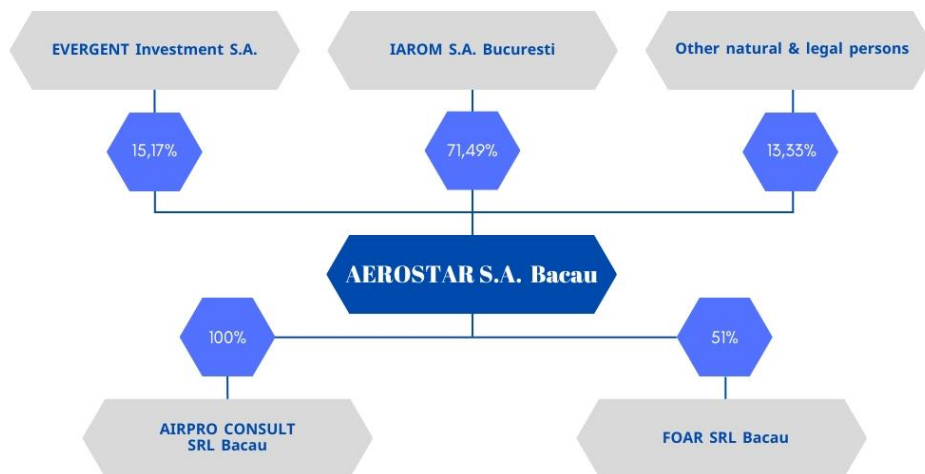 EVERGENT Investment S.A.
IAROM S.A. Bucuresti
Other natural & legal persons
15,17%
71,49%
13,33%
AEROSTAR S.A. Bacau
100%
51%
AIRPRO CONSULT
SRL Bacau
FOAR SRL Bacau